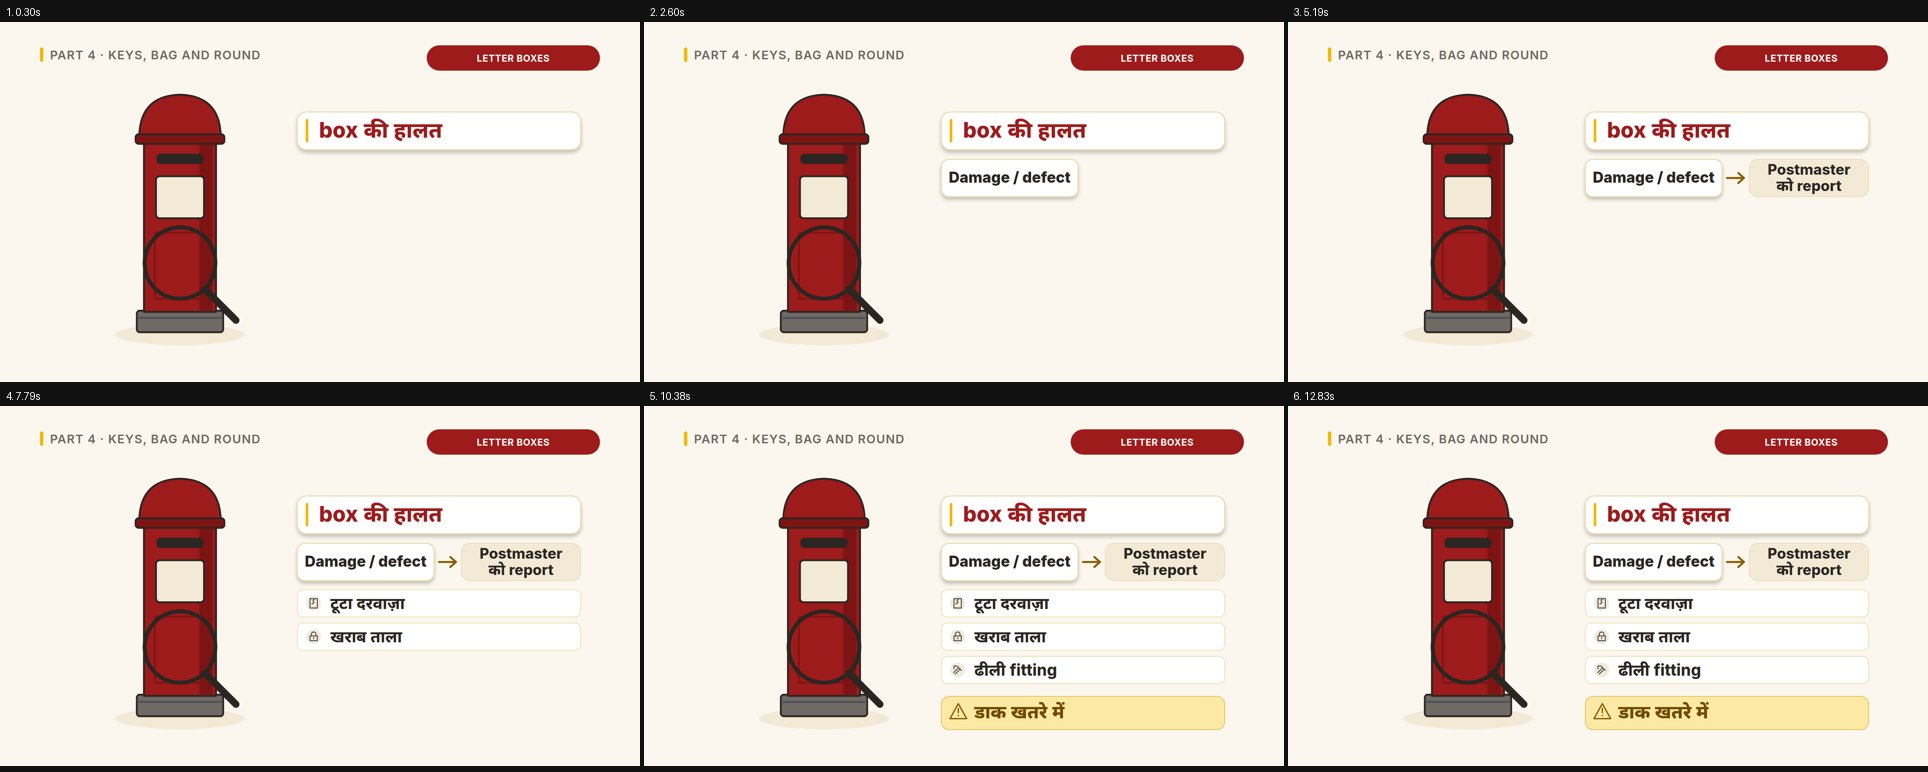 1. 0.30s
PART 4 · KEYS, BAG AND ROUND
LETTER BOXES
box की हालत
2. 2.60s
PART 4 · KEYS, BAG AND ROUND
LETTER BOXES
box की हालत
Damage / defect
3. 5.19s
PART 4 · KEYS, BAG AND ROUND
LETTER BOXES
box की हालत
Damage / defect → Postmaster
को report
4. 7.79s
PART 4 · KEYS, BAG AND ROUND
LETTER BOXES
box की हालत
Damage / defect → Postmaster
को report
टूटा दरवाज़ा
खराब ताला
5. 10.38s
PART 4 · KEYS, BAG AND ROUND
LETTER BOXES
box की हालत
Damage / defect → Postmaster
को report
टूटा दरवाज़ा
खराब ताला
ढीली fitting
डाक खतरे में
6. 12.83s
PART 4 · KEYS, BAG AND ROUND
LETTER BOXES
box की हालत
Damage / defect → Postmaster
को report
टूटा दरवाज़ा
खराब ताला
ढीली fitting
डाक खतरे में